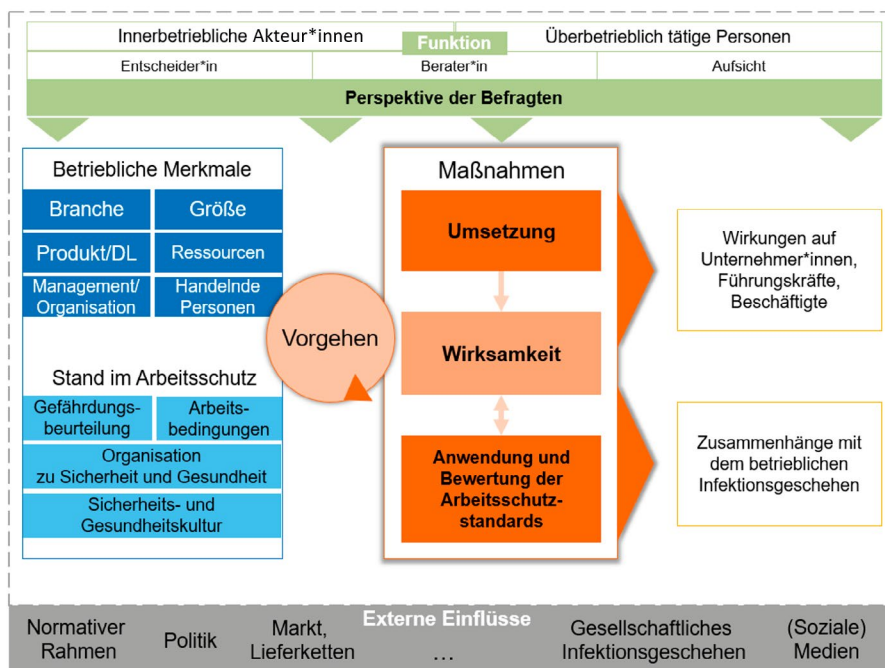 Innerbetriebliche Akteur*innen
Funktion
Überbetrieblich tätige Personen
Entscheider*in
Berater*in
Aufsicht
Perspektive der Befragten
Betriebliche Merkmale
Branche
Größe
Produkt/DL
Ressourcen
Management/
Organisation
Handelnde
Personen
Stand im Arbeitsschutz
Gefährdungs-
beurteilung
Arbeits-
bedingungen
Organisation
zu Sicherheit und Gesundheit
Sicherheits- und
Gesundheitskultur
Vorgehen
Maßnahmen
Umsetzung
Wirksamkeit
Anwendung und
Bewertung der
Arbeitsschutz-
standards
Wirkungen auf
Unternehmer*innen,
Führungskräfte,
Beschäftigte
Zusammenhänge mit
dem betrieblichen
Infektionsgeschehen
Externe Einflüsse
Normativer
Rahmen
Politik
Markt,
Lieferketten
...
Gesellschaftliches
Infektionsgeschehen
(Soziale)
Medien